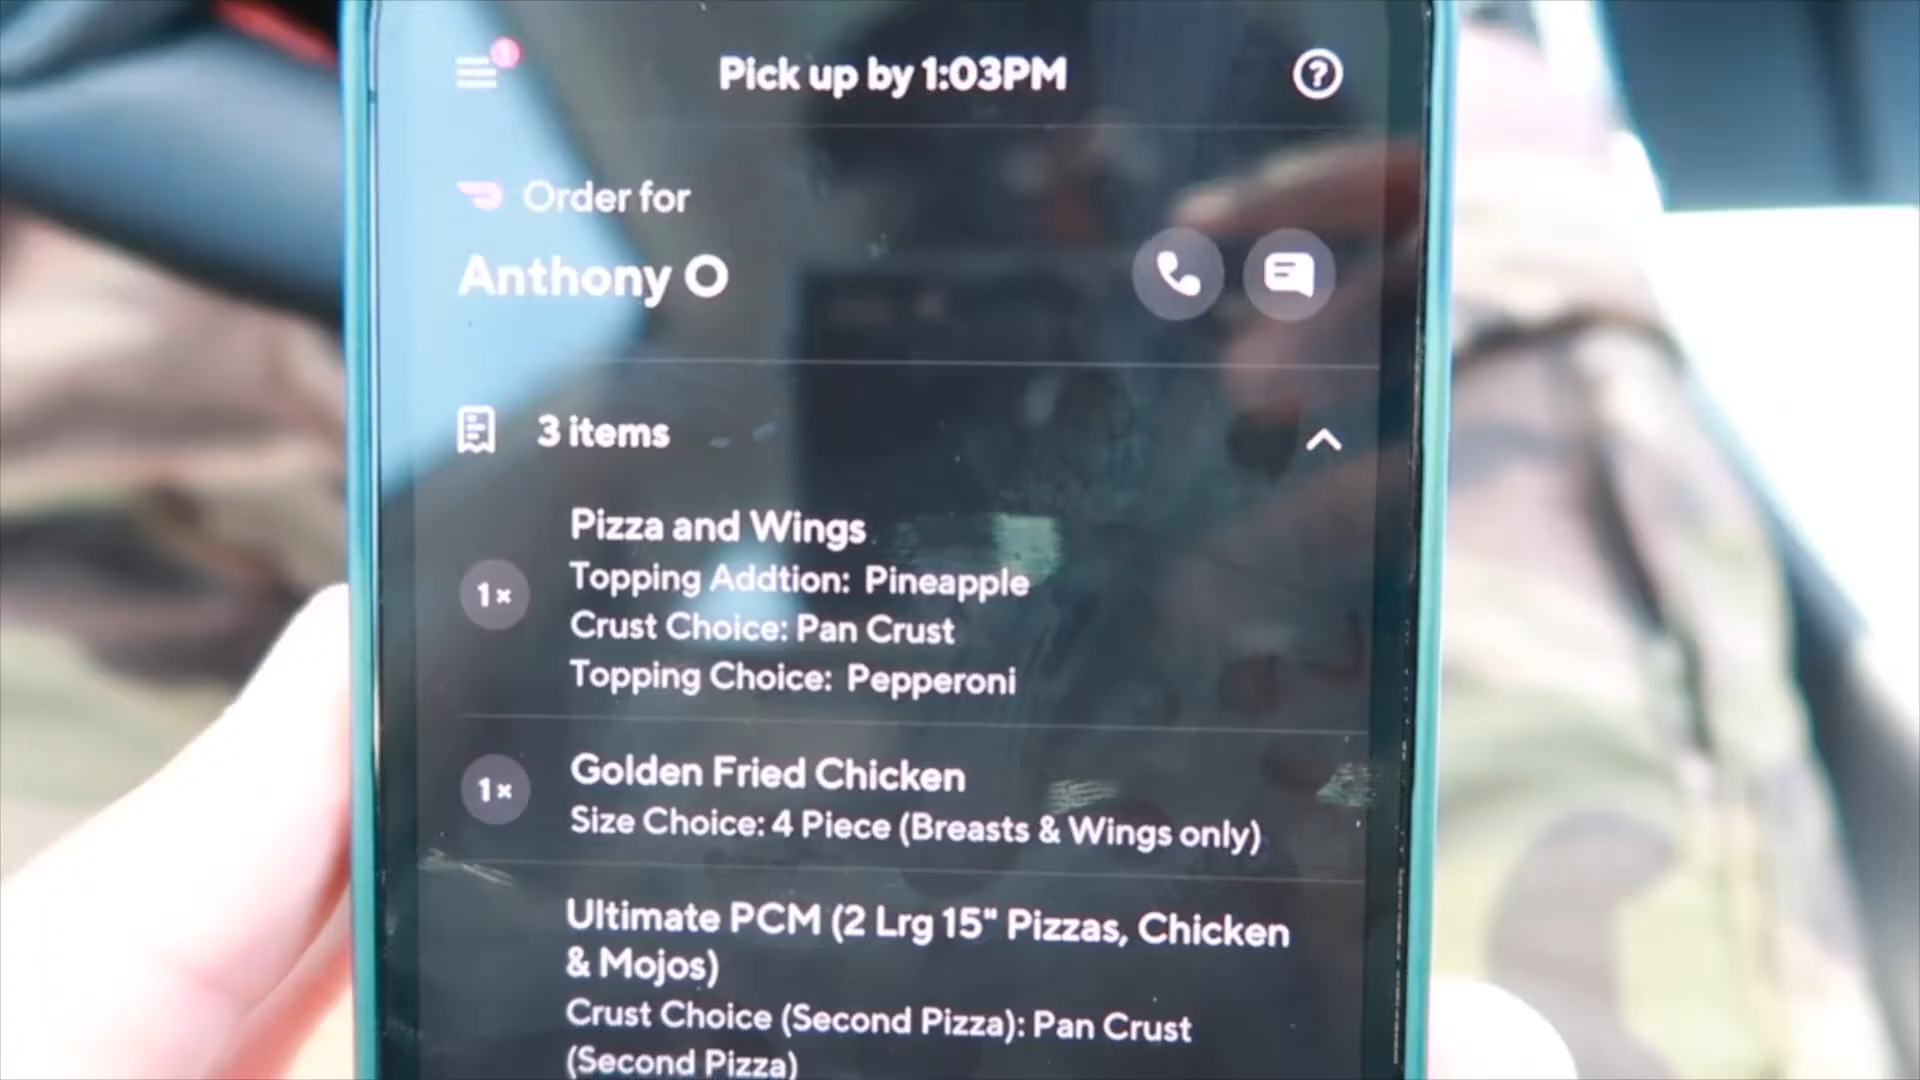 1
Pick up by 1:03PM
?
Order for
Anthony O
3 items
1×
Pizza and Wings
Topping Addtion: Pineapple
Crust Choice: Pan Crust
Topping Choice: Pepperoni
1×
Golden Fried Chicken
Size Choice: 4 Piece (Breasts & Wings only)
Ultimate PCM (2 Lrg 15" Pizzas, Chicken
& Mojos)
Crust Choice (Second Pizza): Pan Crust
(Second Pizza)